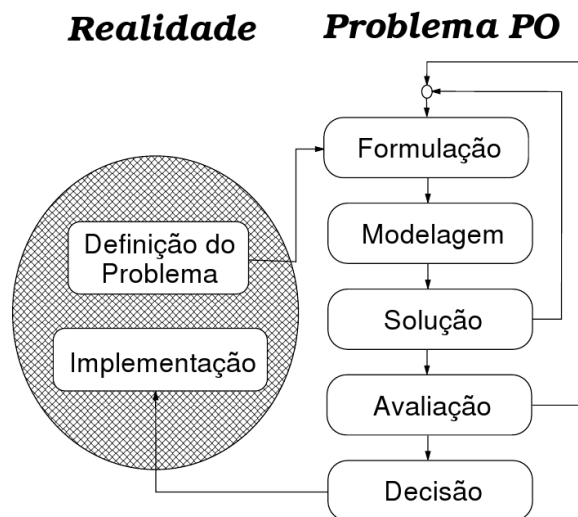 Realidade
Problema PO
Formulação
Definição do
Problema
Modelagem
Solução
Implementação
Avaliação
Decisão